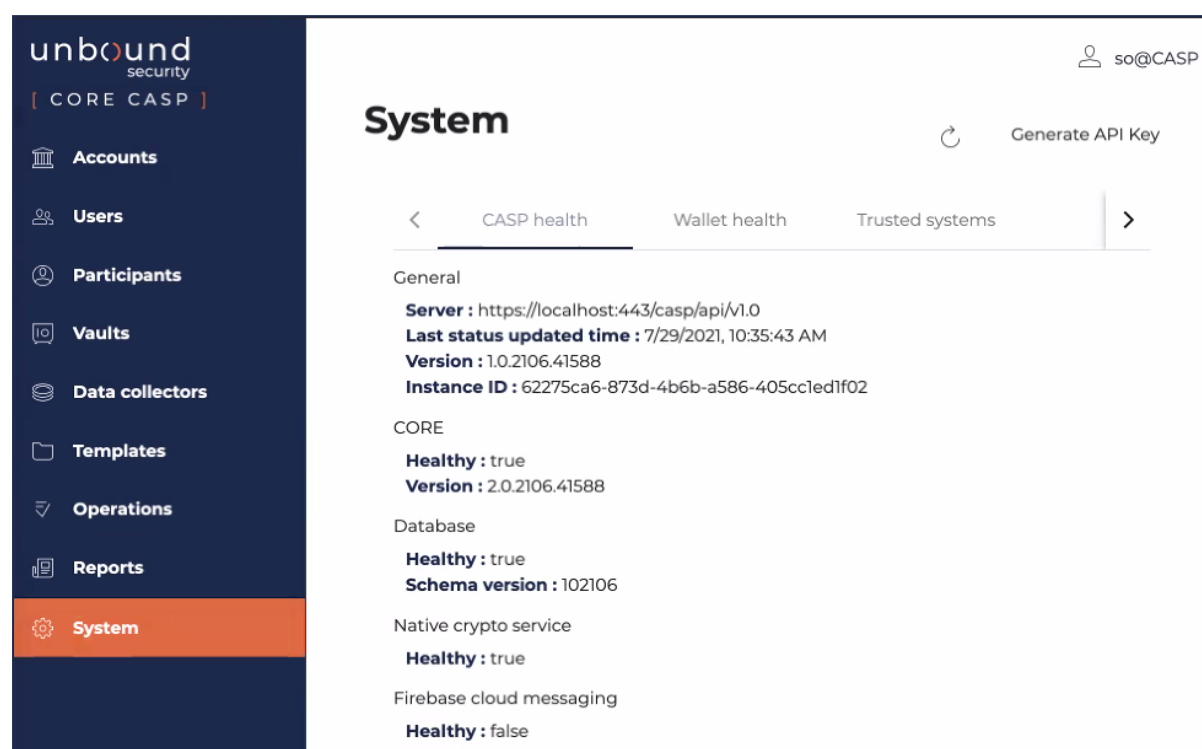 unbound
security
[ CORE CASP ]
Accounts
Users
Participants
Vaults
Data collectors
Templates
Operations
Reports
System
so@CASP
System
Generate API Key
CASP health
Wallet health
Trusted systems
General
Server : https://localhost:443/casp/api/v1.0
Last status updated time : 7/29/2021, 10:35:43 AM
Version : 1.0.2106.41588
Instance ID : 62275ca6-873d-4b6b-a586-405cc1ed1f02
CORE
Healthy : true
Version : 2.0.2106.41588
Database
Healthy : true
Schema version : 102106
Native crypto service
Healthy : true
Firebase cloud messaging
Healthy : false